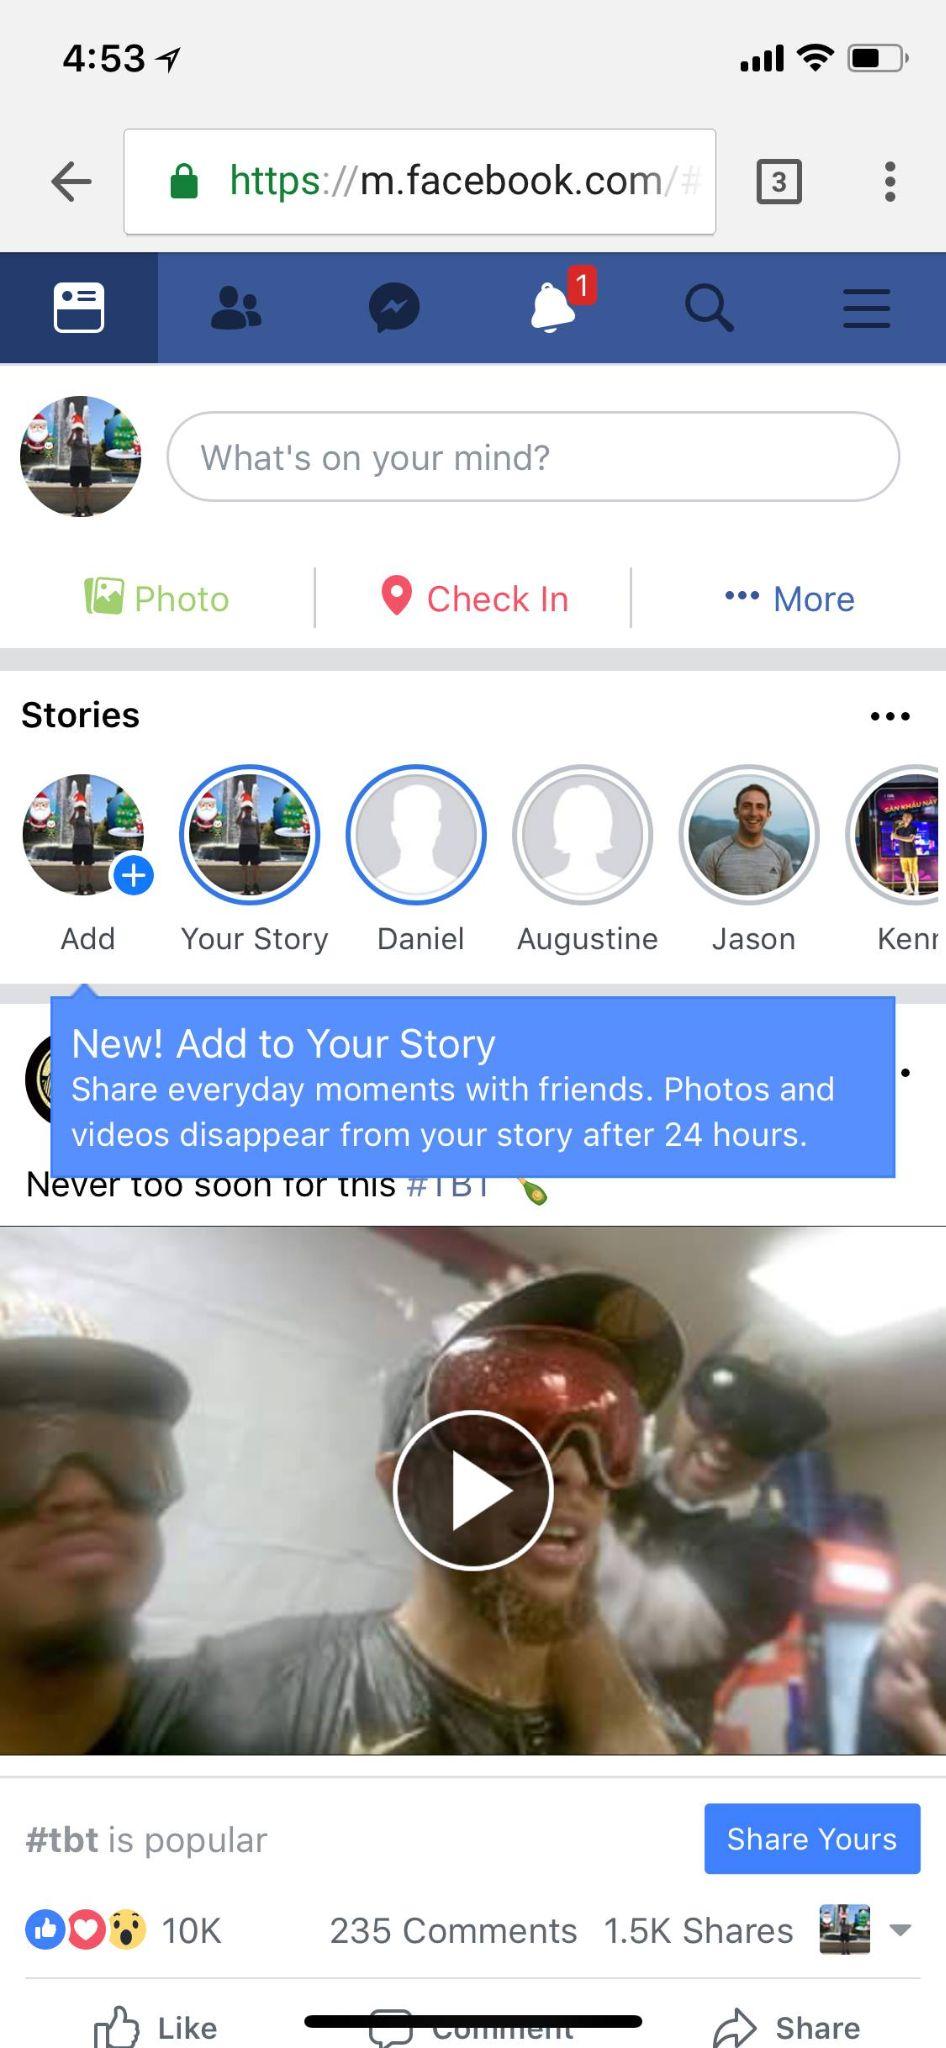 4:53
https://m.facebook.com/#
3
1
What's on your mind?
Photo
Check In
More
Stories
SÂN KHẤU NÀY
Add
Your Story
Daniel
Augustine
Jason
Kenr
New! Add to Your Story
Share everyday moments with friends. Photos and
videos disappear from your story after 24 hours.
Never too soon for this #TBT
#tbt is popular
Share Yours
10K
235 Comments
1.5K Shares
Like
Comment
Share